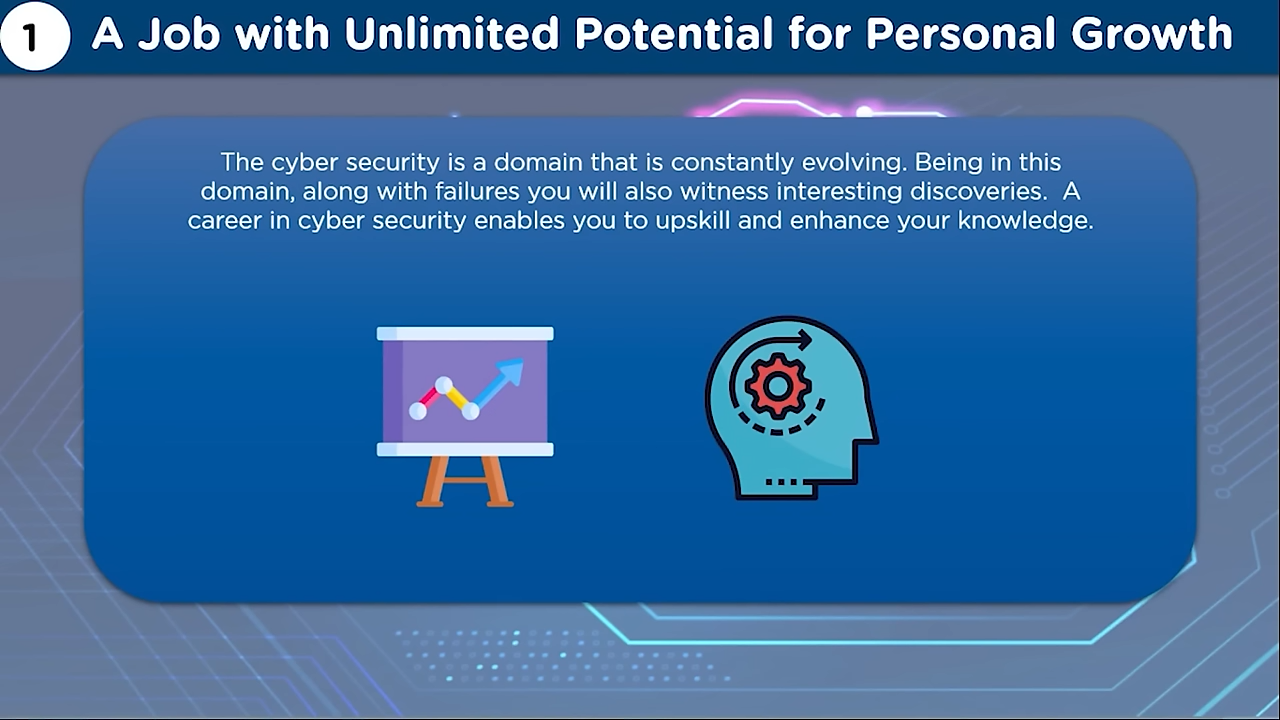 1
A Job with Unlimited Potential for Personal Growth
The cyber security is a domain that is constantly evolving. Being in this
domain, along with failures you will also witness interesting discoveries.  A
career in cyber security enables you to upskill and enhance your knowledge.